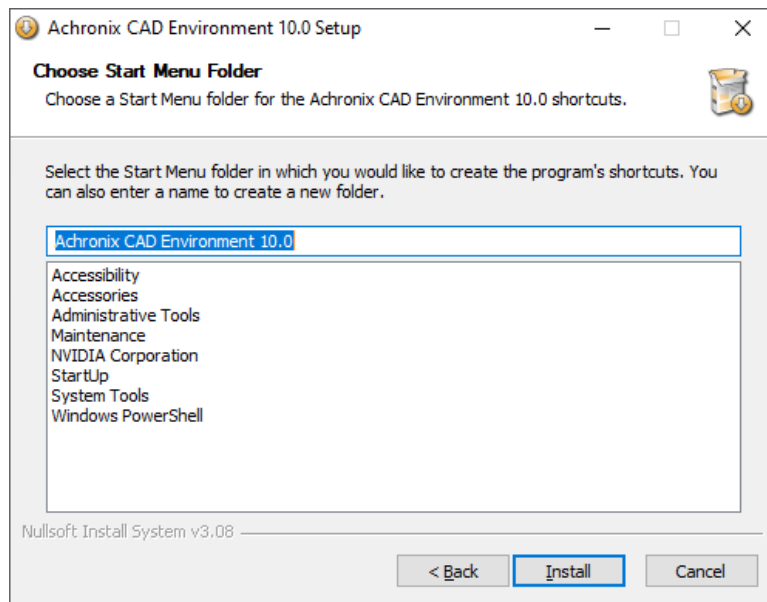 Achronix CAD Environment 10.0 Setup
Choose Start Menu Folder
Choose a Start Menu folder for the Achronix CAD Environment 10.0 shortcuts.
Select the Start Menu folder in which you would like to create the program's shortcuts. You
can also enter a name to create a new folder.
Achronix CAD Environment 10.0
Accessibility
Accessories
Administrative Tools
Maintenance
NVIDIA Corporation
StartUp
System Tools
Windows PowerShell
Nullsoft Install System v3.08
< Back
Install
Cancel